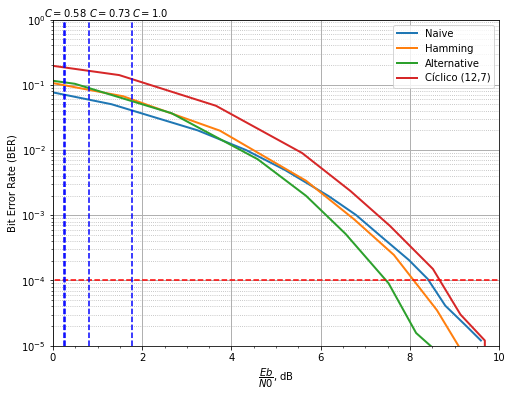 C = 0.58 C = 0.73 C = 1.0
10⁰
10⁻¹
10⁻²
10⁻³
10⁻⁴
10⁻⁵
Bit Error Rate (BER)
Naive
Hamming
Alternative
Cíclico (12,7)
0 2 4 6 8 10
Eb/N0, dB